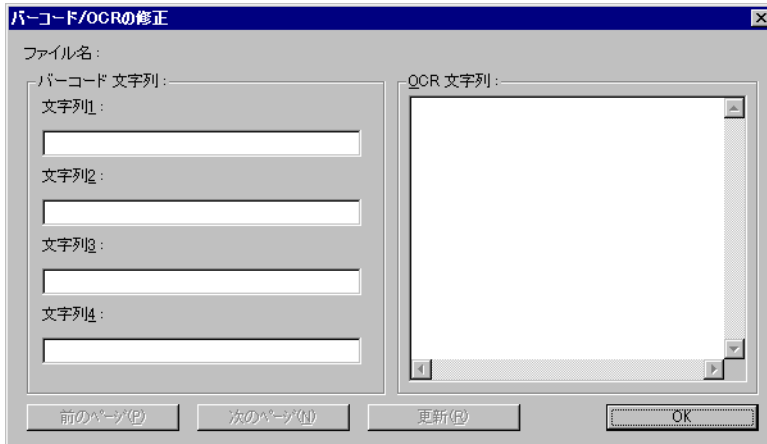 バーコード/OCRの修正
ファイル名：
バーコード 文字列：
文字列1：
文字列2：
文字列3：
文字列4：
OCR 文字列：
前のﾍﾟｰｼﾞ(P)
次のﾍﾟｰｼﾞ(N)
更新(R)
OK